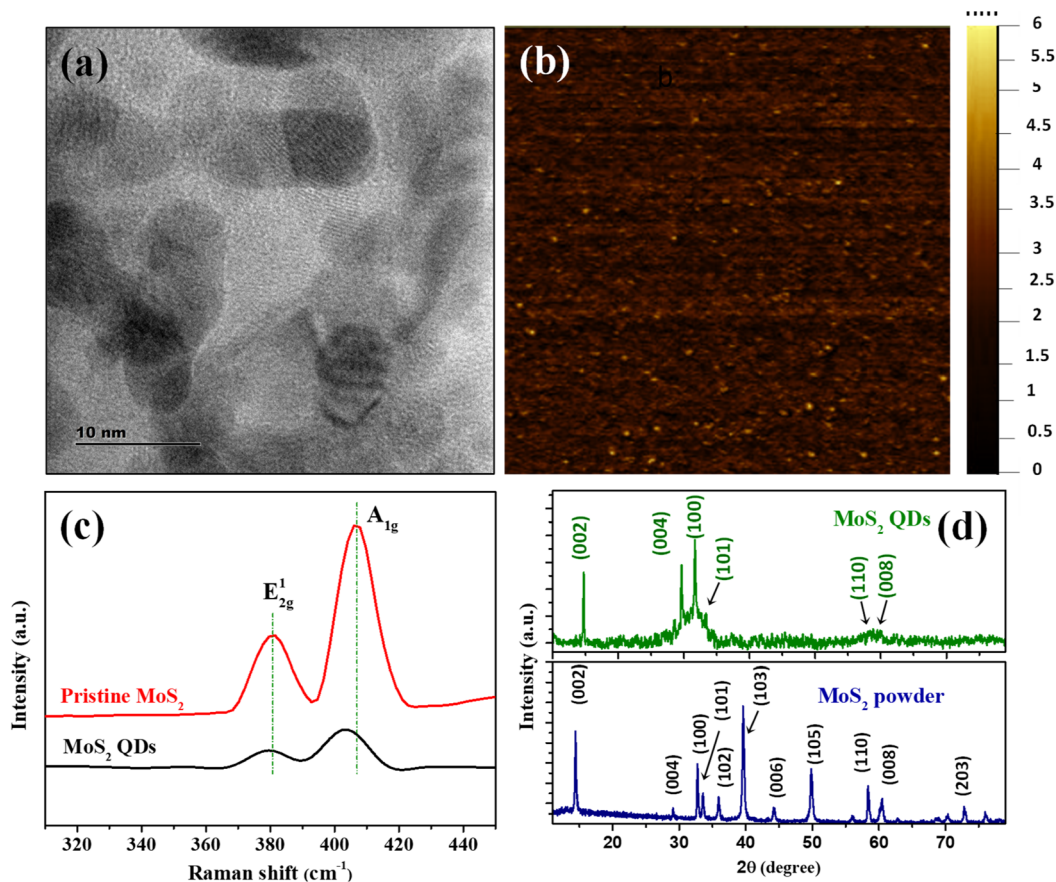 (a)
10 nm
(b)
b
6
5.5
5
4.5
4
3.5
3
2.5
2
1.5
1
0.5
0
(c)
A1g
E¹2g
Pristine MoS2
MoS2 QDs
Intensity (a.u.)
320 340 360 380 400 420 440
Raman shift (cm⁻¹)
(d)
MoS2 QDs
(002)
(004)
(100)
(101)
(110)
(008)
MoS2 powder
(002)
(004)
(100)
(101)
(102)
(103)
(006)
(105)
(110)
(008)
(203)
Intensity (a.u.)
20 30 40 50 60 70
2θ (degree)